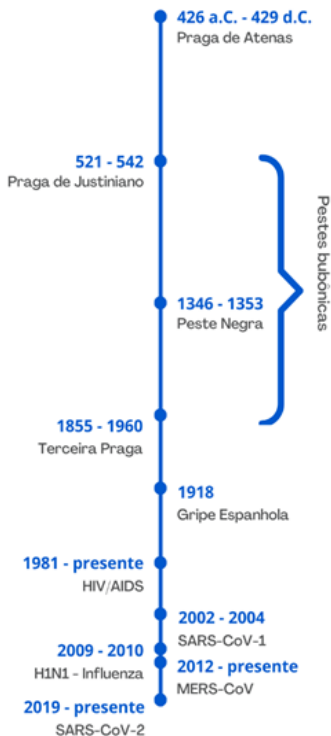 426 a.C. - 429 d.C.
Praga de Atenas
521 - 542
Praga de Justiniano
Pestes bubônicas
1346 - 1353
Peste Negra
1855 - 1960
Terceira Praga
1918
Gripe Espanhola
1981 - presente
HIV/AIDS
2002 - 2004
SARS-CoV-1
2009 - 2010
H1N1 - Influenza
2012 - presente
MERS-CoV
2019 - presente
SARS-CoV-2